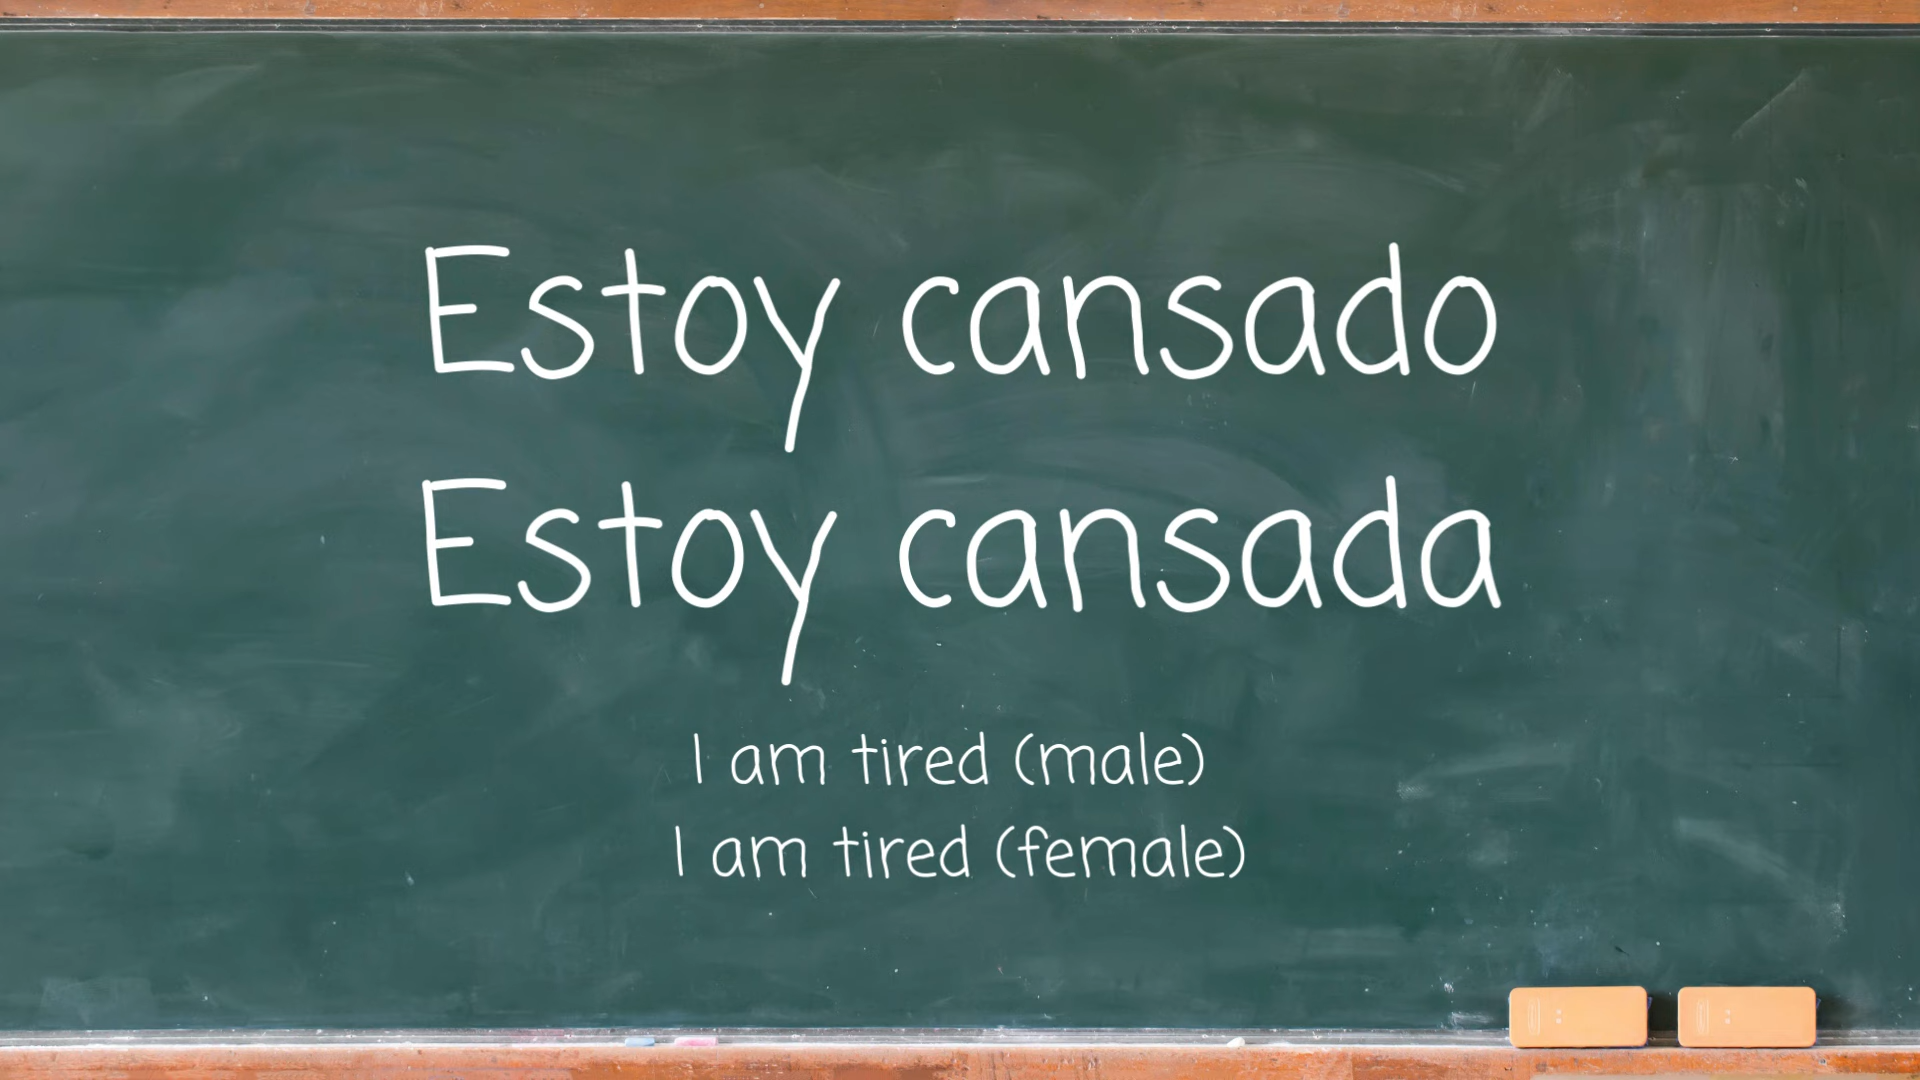 Estoy cansado
Estoy cansada
I am tired (male)
I am tired (female)